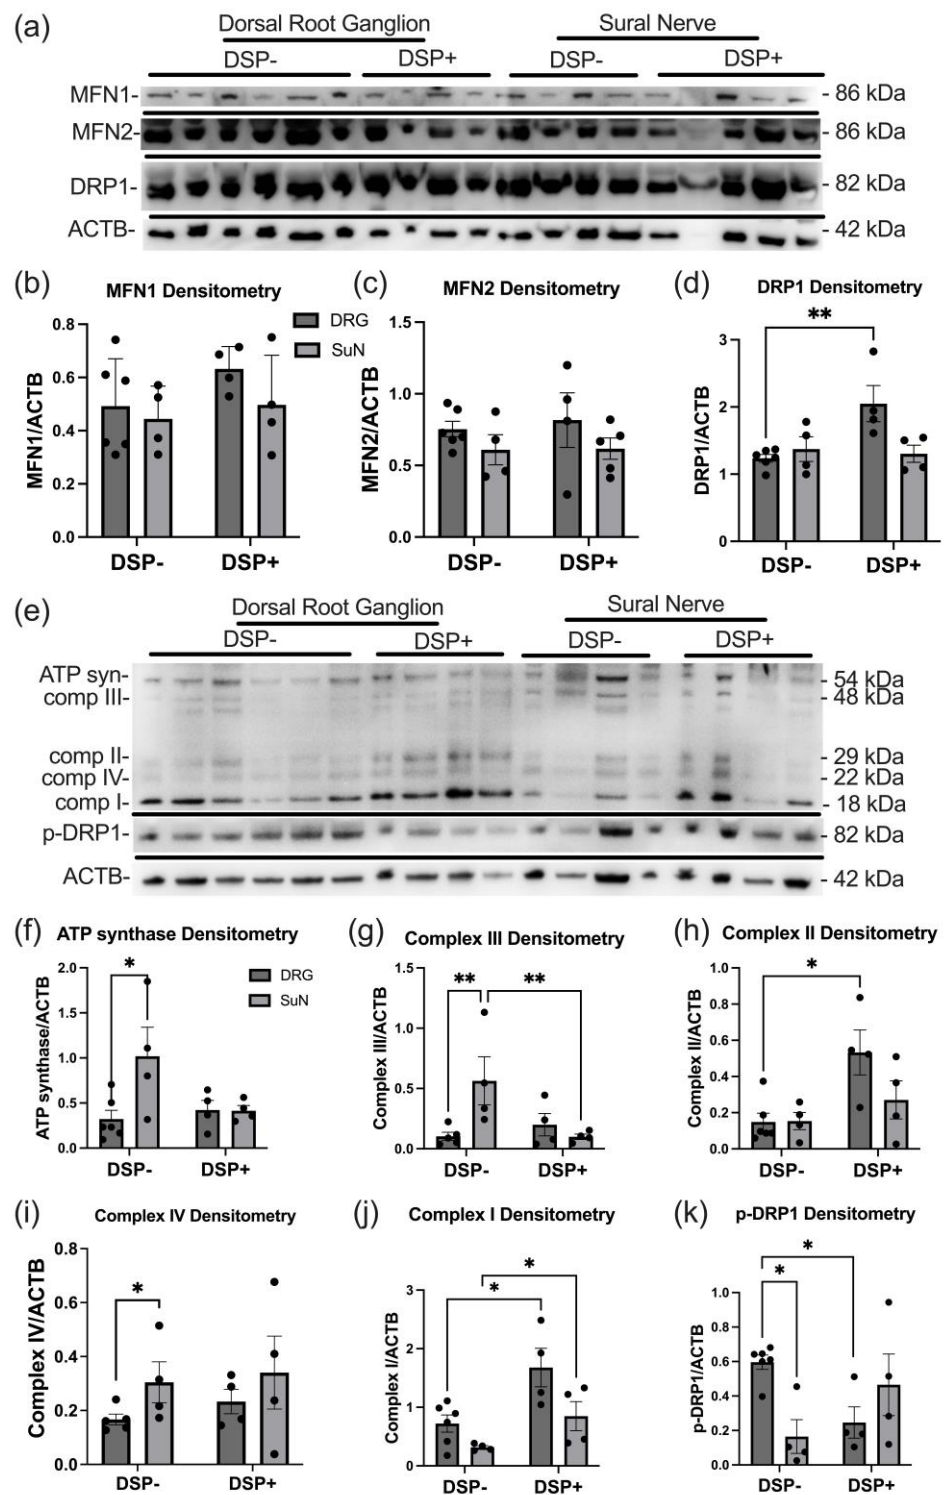 (a)
Dorsal Root Ganglion Sural Nerve
DSP- DSP+ DSP- DSP+
MFN1- - 86 kDa
MFN2- - 86 kDa
DRP1- - 82 kDa
ACTB- - 42 kDa
(b) (c) (d)
MFN1 Densitometry MFN2 Densitometry DRP1 Densitometry
DRG
SuN
**
MFN1/ACTB
0.8
0.6
0.4
0.2
0.0
DSP- DSP+
MFN2/ACTB
1.5
1.0
0.5
0.0
DSP- DSP+
DRP1/ACTB
3
2
1
0
DSP- DSP+
(e)
Dorsal Root Ganglion Sural Nerve
DSP- DSP+ DSP- DSP+
ATP syn- - 54 kDa
comp III- - 48 kDa
comp II- - 29 kDa
comp IV- - 22 kDa
comp I- - 18 kDa
p-DRP1- - 82 kDa
ACTB- - 42 kDa
(f) (g) (h)
ATP synthase Densitometry Complex III Densitometry Complex II Densitometry
DRG
SuN
*
ATP synthase/ACTB
2.0
1.5
1.0
0.5
0.0
DSP- DSP+
** **
Complex III/ACTB
1.5
1.0
0.5
0.0
DSP- DSP+
*
Complex II/ACTB
1.0
0.8
0.6
0.4
0.2
0.0
DSP- DSP+
(i) (j) (k)
Complex IV Densitometry Complex I Densitometry p-DRP1 Densitometry
*
Complex IV/ACTB
0.8
0.6
0.4
0.2
0.0
DSP- DSP+
*
*
Complex I/ACTB
3
2
1
0
DSP- DSP+
*
*
p-DRP1/ACTB
1.0
0.8
0.6
0.4
0.2
0.0
DSP- DSP+